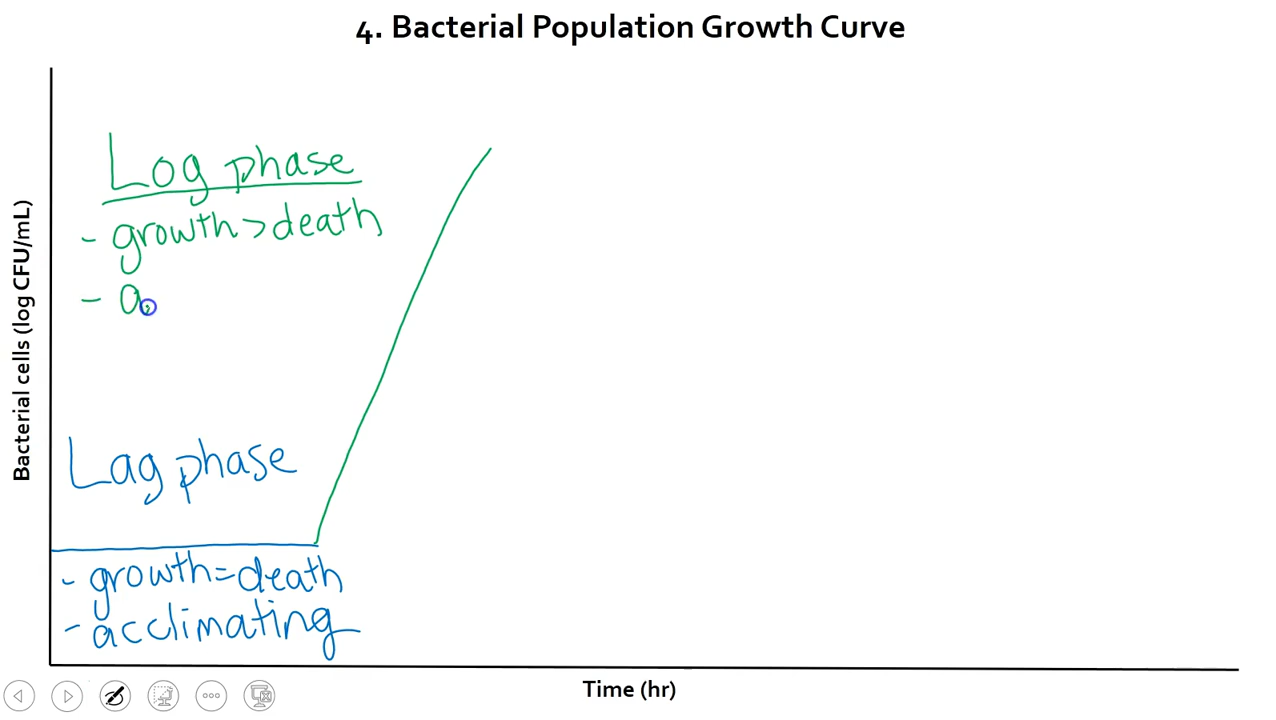 4. Bacterial Population Growth Curve
Bacterial cells (log CFU/mL)
Log phase
- growth > death
- a
Lag phase
- growth = death
- acclimating
Time (hr)